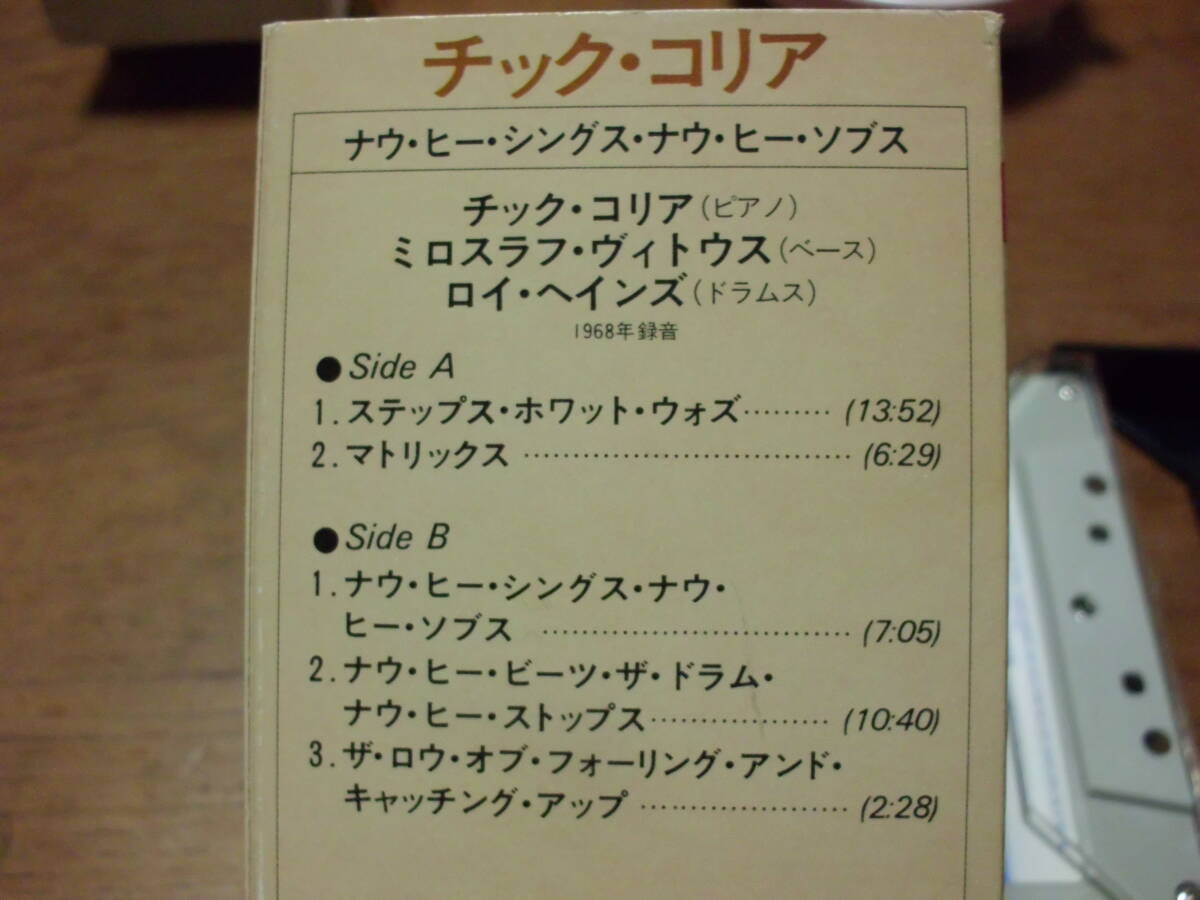 チック・コリア
ナウ・ヒー・シングス・ナウ・ヒー・ソブス
チック・コリア(ピアノ)
ミロスラフ・ヴィトウス(ベース)
ロイ・ヘインズ(ドラムス)
1968年録音
●Side A
1.ステップス・ホワット・ウォズ………(13:52)
2.マトリックス……………………………(6:29)
●Side B
1.ナウ・ヒー・シングス・ナウ・
ヒー・ソブス……………………………(7:05)
2.ナウ・ヒー・ビーツ・ザ・ドラム・
ナウ・ヒー・ストップス………………(10:40)
3.ザ・ロウ・オブ・フォーリング・アンド・
キャッチング・アップ…………………(2:28)